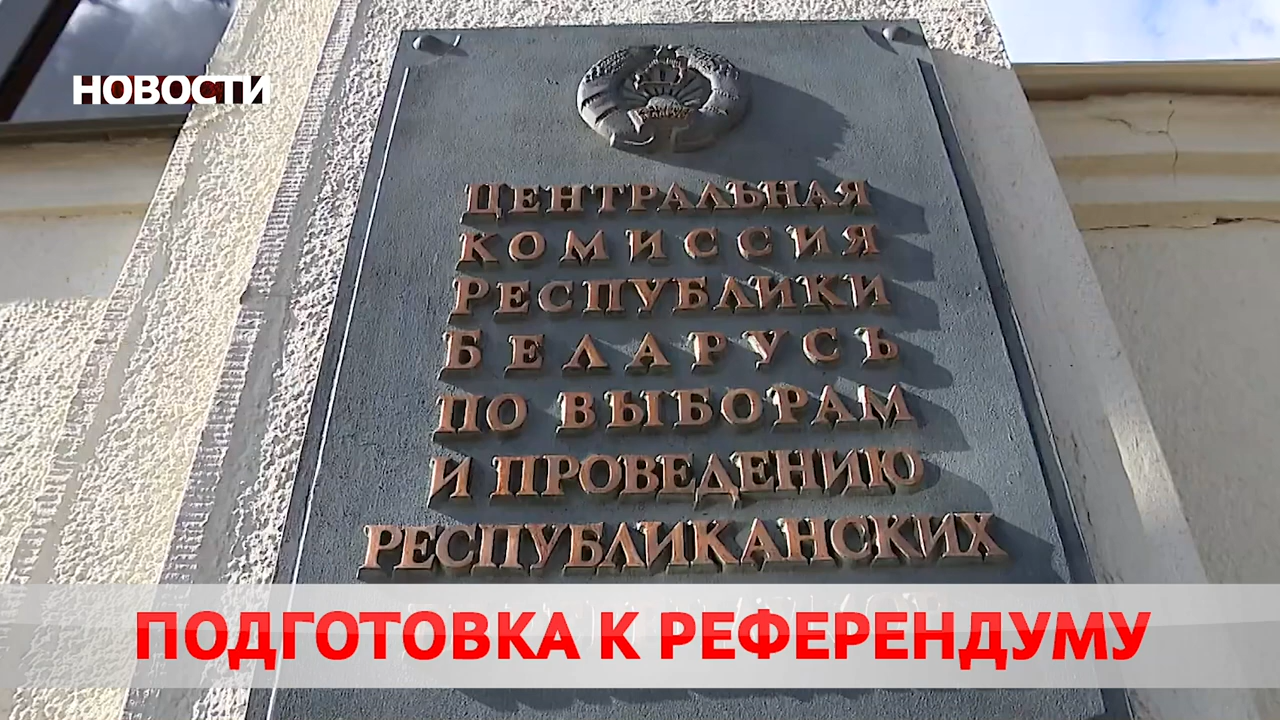 НОВОСТИ
ЦЕНТРАЛЬНАЯ
КОМИССИЯ
РЕСПУБЛИКИ
БЕЛАРУСЬ
ПО ВЫБОРАМ
И ПРОВЕДЕНИЮ
РЕСПУБЛИКАНСКИХ
ПОДГОТОВКА К РЕФЕРЕНДУМУ